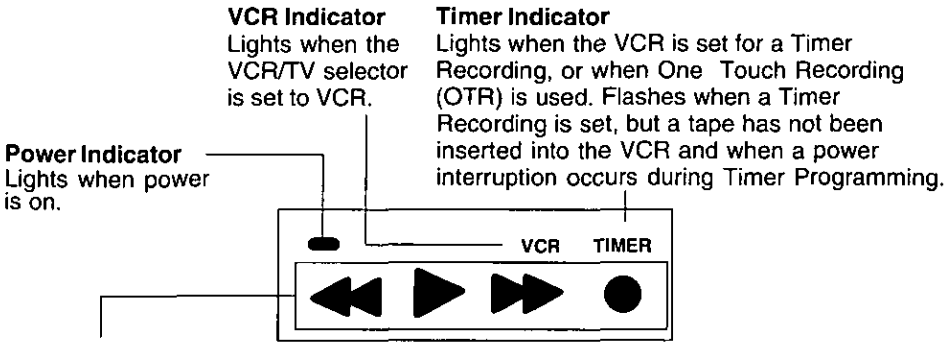 VCR Indicator
Lights when the
VCR/TV selector
is set to VCR.
Timer Indicator
Lights when the VCR is set for a Timer
Recording, or when One Touch Recording
(OTR) is used. Flashes when a Timer
Recording is set, but a tape has not been
inserted into the VCR and when a power
interruption occurs during Timer Programming.
Power Indicator
Lights when power
is on.
VCR TIMER